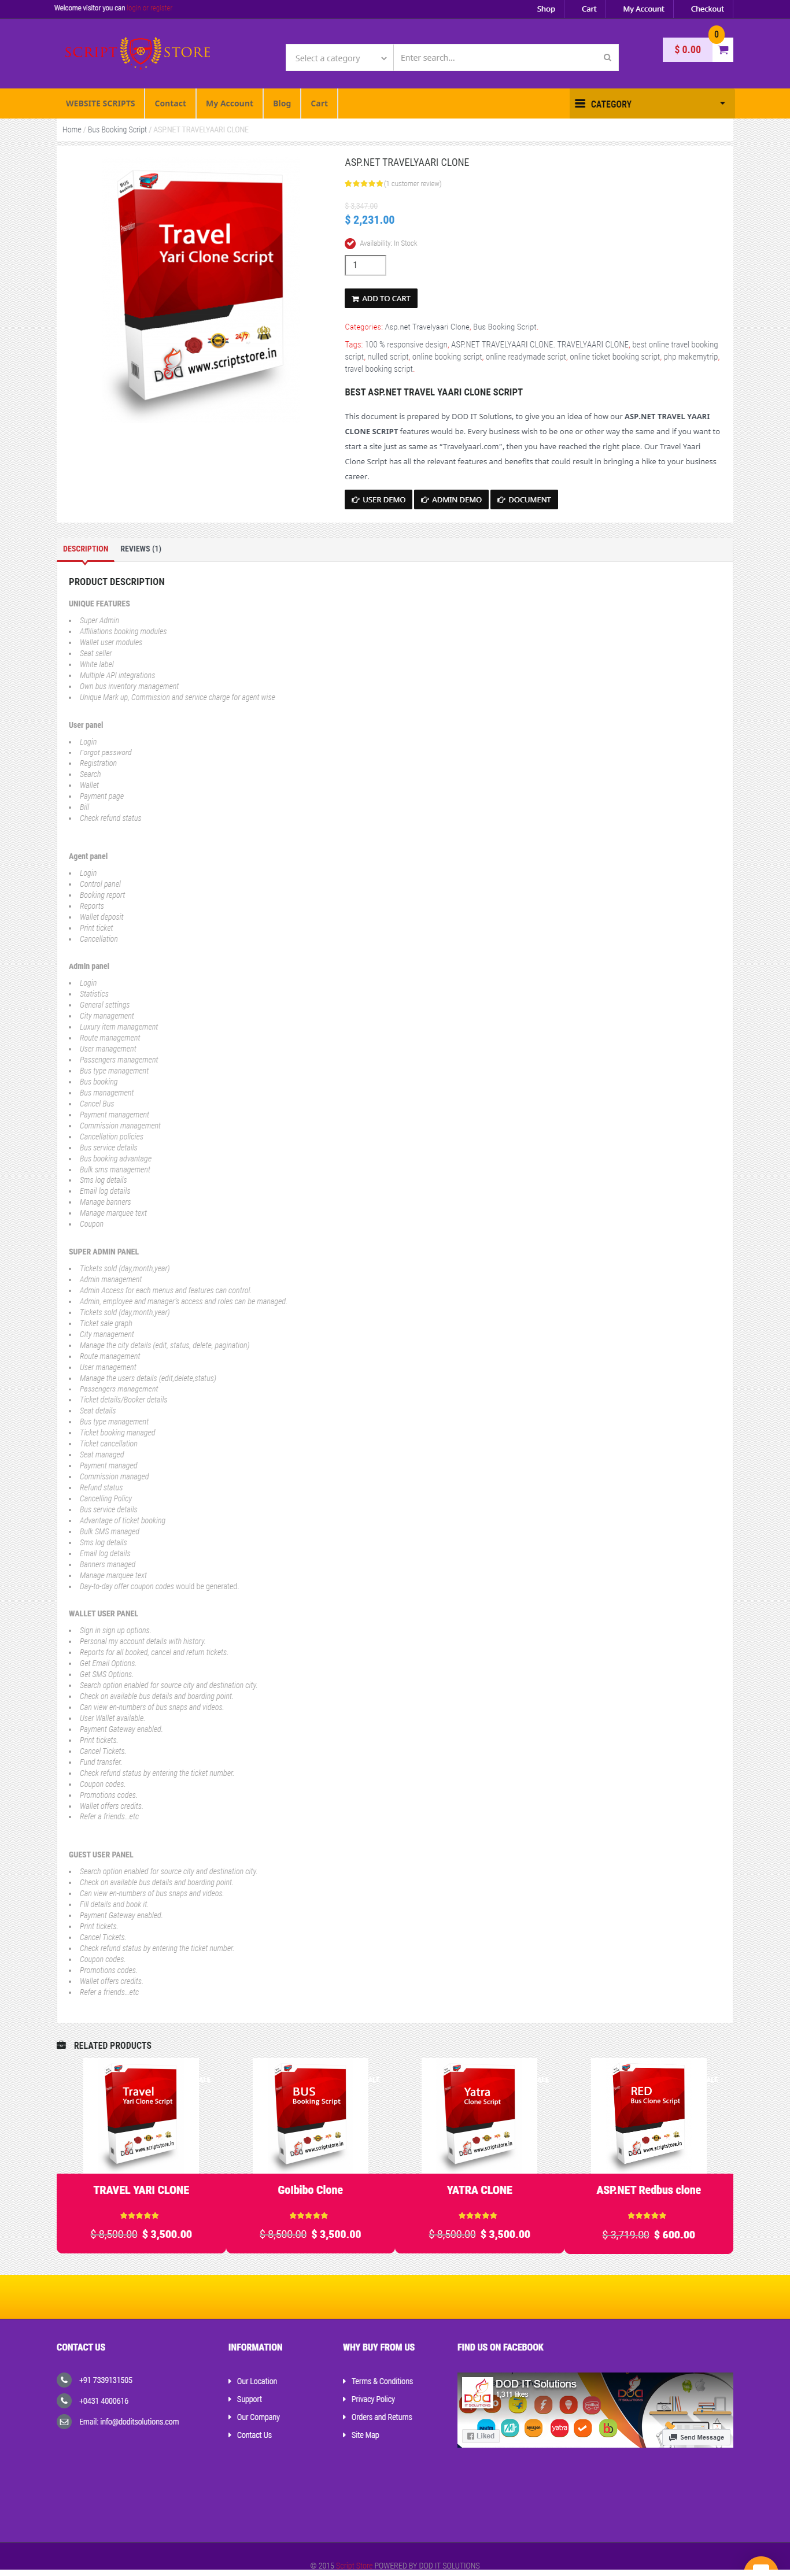 Welcome visitor you can login or register
Shop
Cart
My Account
Checkout
SCRIPT STORE
Select a category
Enter search...
$ 0.00
0
WEBSITE SCRIPTS
Contact
My Account
Blog
Cart
CATEGORY
Home / Bus Booking Script / ASP.NET TRAVELYAARI CLONE
BUS
Booking
Travel
Yari Clone Script
24/7
DOD www.scriptstore.in
ASP.NET TRAVELYAARI CLONE
(1 customer review)
$ 2,231.00
Availability: In Stock
1
ADD TO CART
Categories: Asp.net Travelyaari Clone, Bus Booking Script.
Tags: 100 % responsive design, ASP.NET TRAVELYAARI CLONE, TRAVELYAARI CLONE, best online travel booking
script, nulled script, online booking script, online readymade script, online ticket booking script, php makemytrip,
travel booking script.
BEST ASP.NET TRAVEL YAARI CLONE SCRIPT
This document is prepared by DOD IT Solutions, to give you an idea of how our ASP.NET TRAVEL YAARI
CLONE SCRIPT features would be. Every business wish to be one or other way the same and if you want to
start a site just as same as “Travelyaari.com”, then you have reached the right place. Our Travel Yaari
Clone Script has all the relevant features and benefits that could result in bringing a hike to your business
career.
USER DEMO
ADMIN DEMO
DOCUMENT
DESCRIPTION
REVIEWS (1)
PRODUCT DESCRIPTION
UNIQUE FEATURES
• Super Admin
• Affiliations booking modules
• Wallet user modules
• Seat seller
• White label
• Multiple API integrations
• Own bus inventory management
• Unique Mark up, Commission and service charge for agent wise
User panel
• Login
• Forgot password
• Registration
• Search
• Wallet
• Payment page
• Bill
• Check refund status
Agent panel
• Login
• Control panel
• Booking report
• Reports
• Wallet deposit
• Print ticket
• Cancellation
Admin panel
• Login
• Statistics
• General settings
• City management
• Luxury item management
• Route management
• User management
• Passengers management
• Bus type management
• Bus booking
• Bus management
• Cancel Bus
• Payment management
• Commission management
• Cancellation policies
• Bus service details
• Bus booking advantage
• Bulk sms management
• Sms log details
• Email log details
• Manage banners
• Manage marquee text
• Coupon
SUPER ADMIN PANEL
• Tickets sold (day,month,year)
• Admin management
• Admin Access for each menus and features can control.
• Admin, employee and manager's access and roles can be managed.
• Tickets sold (day,month,year)
• Ticket sale graph
• City management
• Manage the city details (edit, status, delete, pagination)
• Route management
• User management
• Manage the users details (edit,delete,status)
• Passengers management
• Ticket details/Booker details
• Seat details
• Bus type management
• Ticket booking managed
• Ticket cancellation
• Seat managed
• Payment managed
• Commission managed
• Refund status
• Cancelling Policy
• Bus service details
• Advantage of ticket booking
• Bulk SMS managed
• Sms log details
• Email log details
• Banners managed
• Manage marquee text
• Day-to-day offer coupon codes would be generated.
WALLET USER PANEL
• Sign in sign up options.
• Personal my account details with history.
• Reports for all booked, cancel and return tickets.
• Get Email Options.
• Get SMS Options.
• Search option enabled for source city and destination city.
• Check on available bus details and boarding point.
• Can view en-numbers of bus snaps and videos.
• User Wallet available.
• Payment Gateway enabled.
• Print tickets.
• Cancel Tickets.
• Fund transfer.
• Check refund status by entering the ticket number.
• Coupon codes.
• Promotions codes.
• Wallet offers credits.
• Refer a friends...etc
GUEST USER PANEL
• Search option enabled for source city and destination city.
• Check on available bus details and boarding point.
• Can view en-numbers of bus snaps and videos.
• Fill details and book it.
• Payment Gateway enabled.
• Print tickets.
• Cancel Tickets.
• Check refund status by entering the ticket number.
• Coupon codes.
• Promotions codes.
• Wallet offers credits.
• Refer a friends...etc
RELATED PRODUCTS
Travel
Yari Clone Script
www.scriptstore.in
BUS
Booking Script
www.scriptstore.in
Yatra
Clone Script
www.scriptstore.in
RED
Bus Clone Script
www.scriptstore.in
TRAVEL YARI CLONE
$ 8,500.00 $ 3,500.00
GoIbibo Clone
$ 8,500.00 $ 3,500.00
YATRA CLONE
$ 8,500.00 $ 3,500.00
ASP.NET Redbus clone
$ 3,719.00 $ 600.00
CONTACT US
+91 7339131505
+0431 4000616
Email: info@doditsolutions.com
INFORMATION
Our Location
Support
Our Company
Contact Us
WHY BUY FROM US
Terms & Conditions
Privacy Policy
Orders and Returns
Site Map
FIND US ON FACEBOOK
DOD IT Solutions
1,311 likes
Liked
Send Message
© 2015 Script Store POWERED BY DOD IT SOLUTIONS